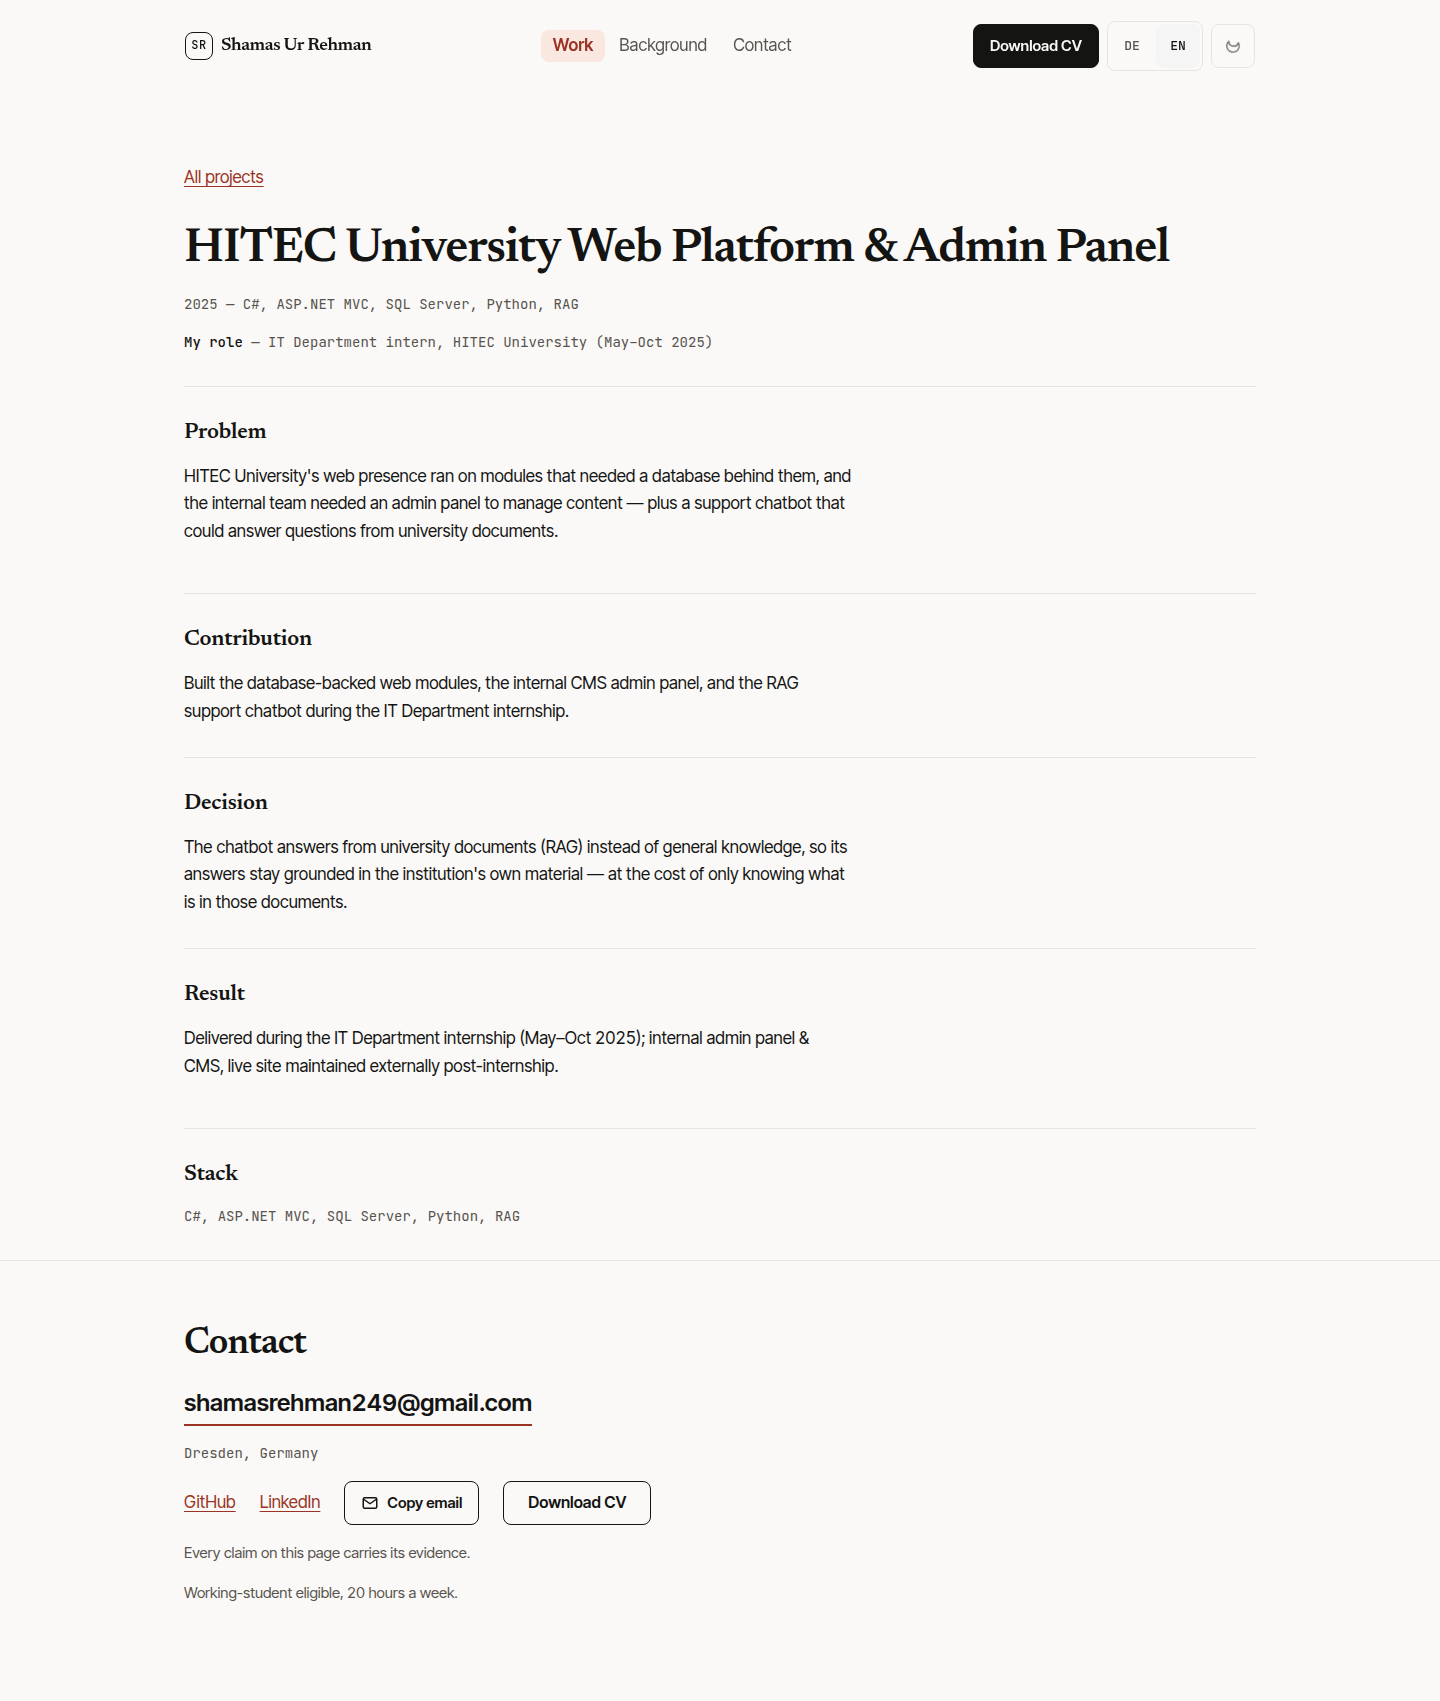 SR Shamas Ur Rehman
Work Background Contact
Download CV DE EN
All projects
HITEC University Web Platform & Admin Panel
2025 — C#, ASP.NET MVC, SQL Server, Python, RAG
My role — IT Department intern, HITEC University (May–Oct 2025)
Problem
HITEC University's web presence ran on modules that needed a database behind them, and
the internal team needed an admin panel to manage content — plus a support chatbot that
could answer questions from university documents.
Contribution
Built the database-backed web modules, the internal CMS admin panel, and the RAG
support chatbot during the IT Department internship.
Decision
The chatbot answers from university documents (RAG) instead of general knowledge, so its
answers stay grounded in the institution's own material — at the cost of only knowing what
is in those documents.
Result
Delivered during the IT Department internship (May–Oct 2025); internal admin panel &
CMS, live site maintained externally post-internship.
Stack
C#, ASP.NET MVC, SQL Server, Python, RAG
Contact
shamasrehman249@gmail.com
Dresden, Germany
GitHub LinkedIn Copy email Download CV
Every claim on this page carries its evidence.
Working-student eligible, 20 hours a week.